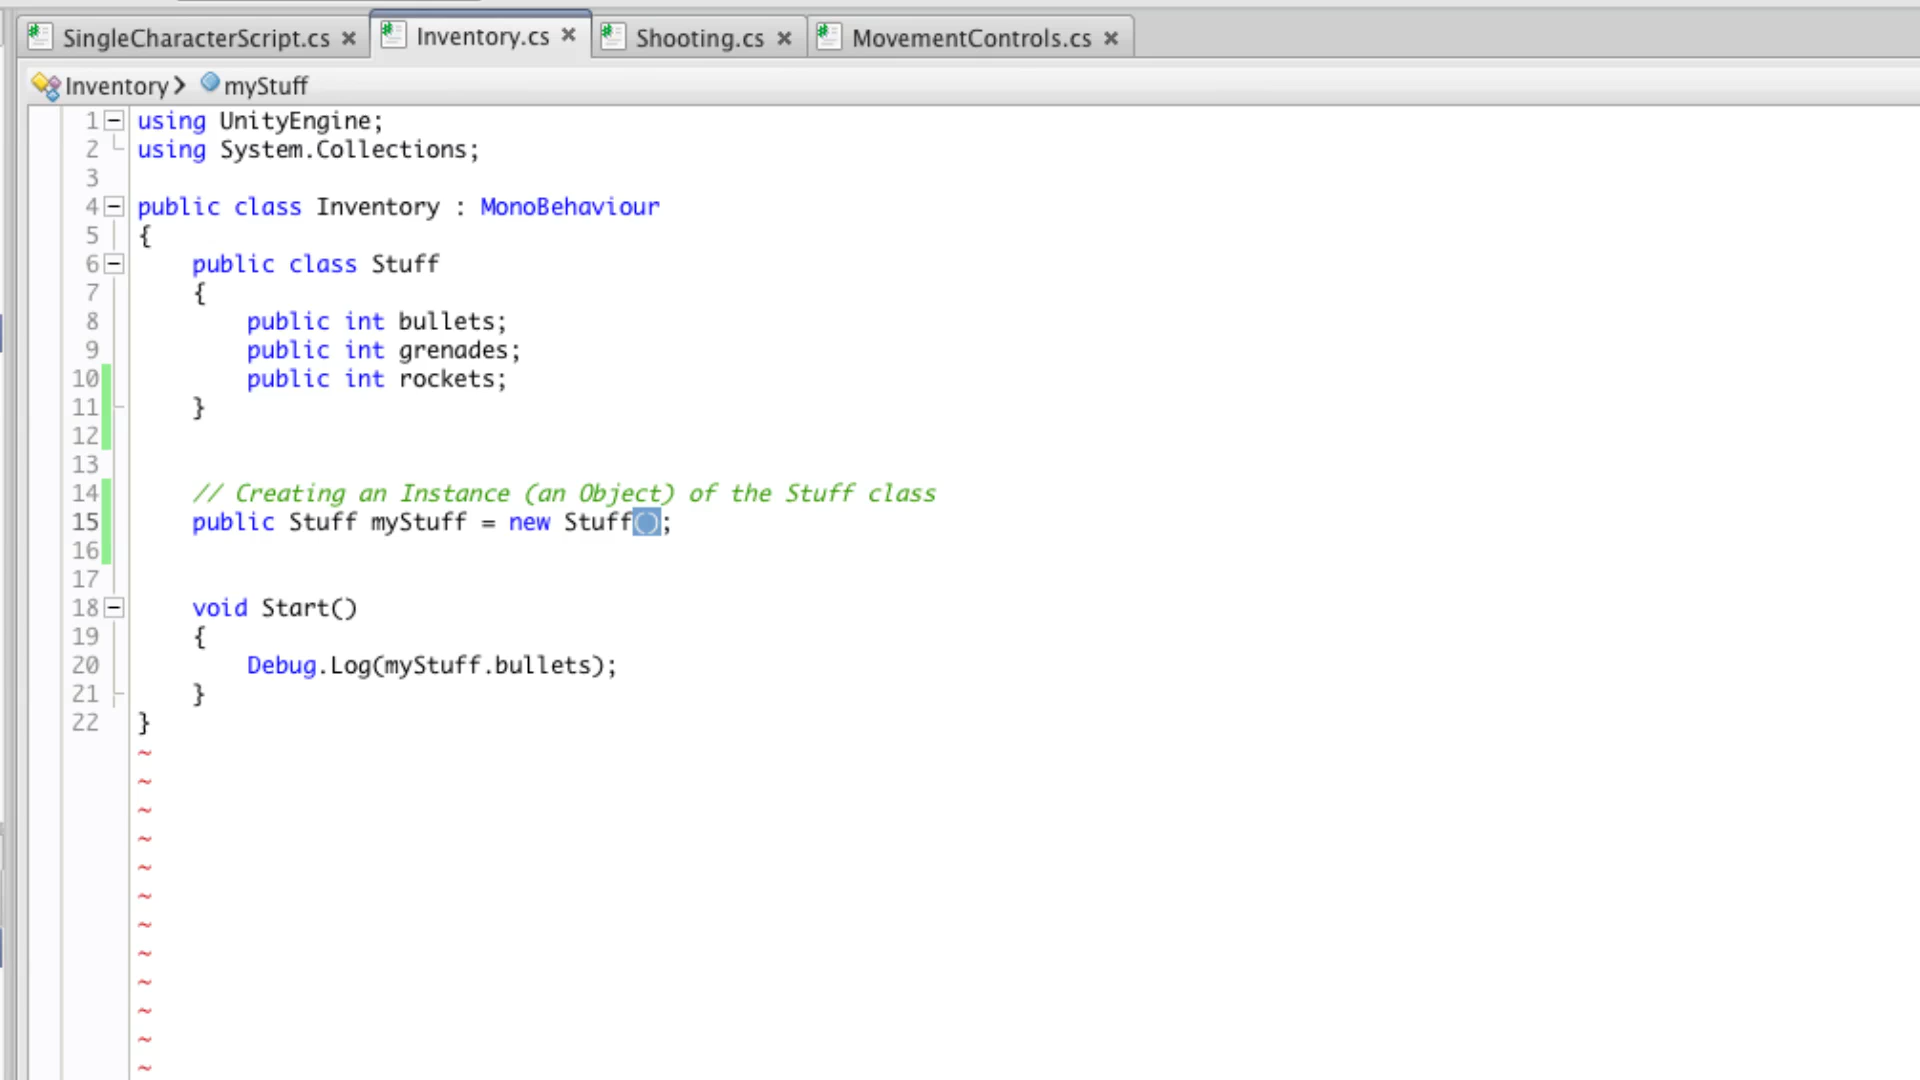 SingleCharacterScript.cs × Inventory.cs × Shooting.cs × MovementControls.cs ×
Inventory > myStuff
1 using UnityEngine;
2 using System.Collections;
3
4 public class Inventory : MonoBehaviour
5 {
6     public class Stuff
7     {
8         public int bullets;
9         public int grenades;
10         public int rockets;
11     }
12
13
14     // Creating an Instance (an Object) of the Stuff class
15     public Stuff myStuff = new Stuff();
16
17
18     void Start()
19     {
20         Debug.Log(myStuff.bullets);
21     }
22 }
~
~
~
~
~
~
~
~
~
~
~
~